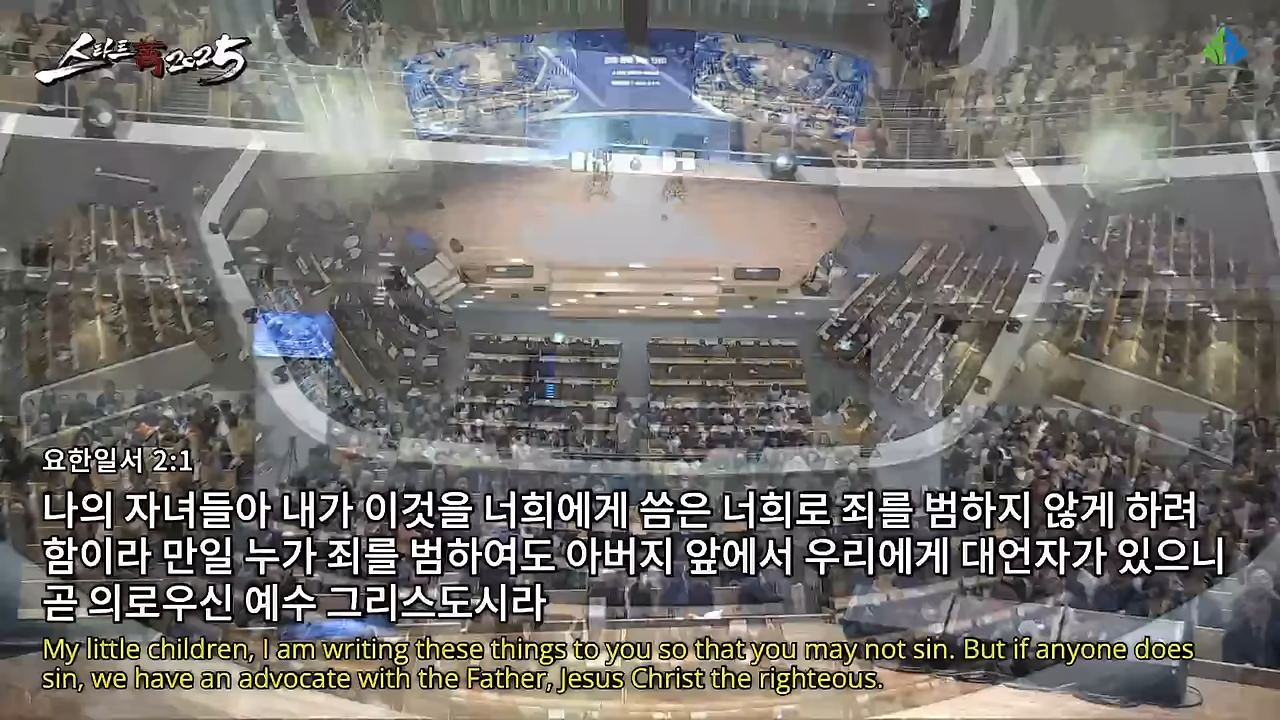 스타트
2025
요한일서 2:1
나의 자녀들아 내가 이것을 너희에게 씀은 너희로 죄를 범하지 않게 하려
함이라 만일 누가 죄를 범하여도 아버지 앞에서 우리에게 대언자가 있으니
곧 의로우신 예수 그리스도시라
My little children, I am writing these things to you so that you may not sin. But if anyone does
sin, we have an advocate with the Father, Jesus Christ the righteous.